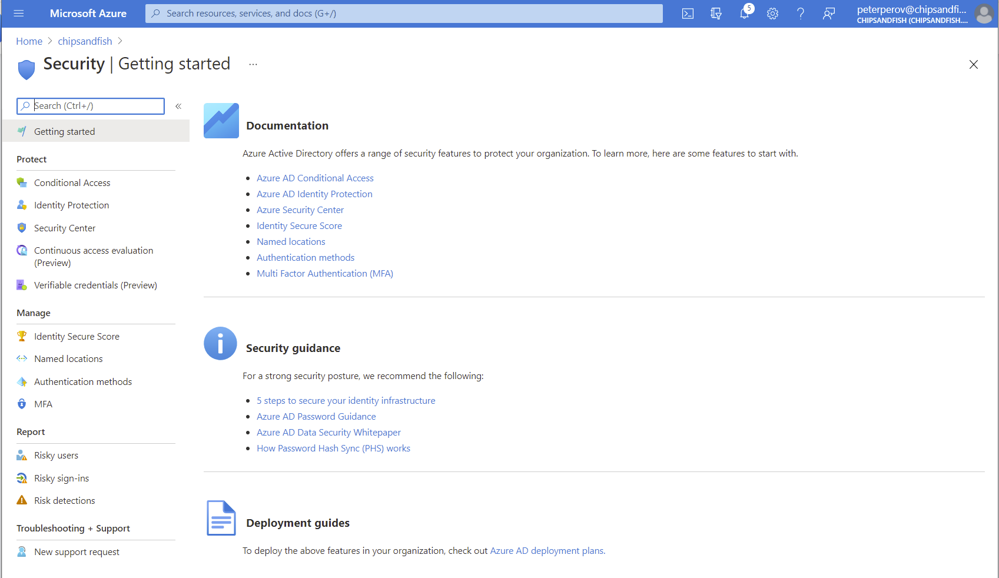 Microsoft Azure
Search resources, services, and docs (G+/)
5
peterperov@chipsandfi...
CHIPSANDFISH (CHIPSANDFISH....
Home > chipsandfish >
Security | Getting started ...
Search (Ctrl+/)
«
Getting started
Protect
Conditional Access
Identity Protection
Security Center
Continuous access evaluation
(Preview)
Verifiable credentials (Preview)
Manage
Identity Secure Score
Named locations
Authentication methods
MFA
Report
Risky users
Risky sign-ins
Risk detections
Troubleshooting + Support
New support request
Documentation
Azure Active Directory offers a range of security features to protect your organization. To learn more, here are some features to start with.
• Azure AD Conditional Access
• Azure AD Identity Protection
• Azure Security Center
• Identity Secure Score
• Named locations
• Authentication methods
• Multi Factor Authentication (MFA)
Security guidance
For a strong security posture, we recommend the following:
• 5 steps to secure your identity infrastructure
• Azure AD Password Guidance
• Azure AD Data Security Whitepaper
• How Password Hash Sync (PHS) works
Deployment guides
To deploy the above features in your organization, check out Azure AD deployment plans.